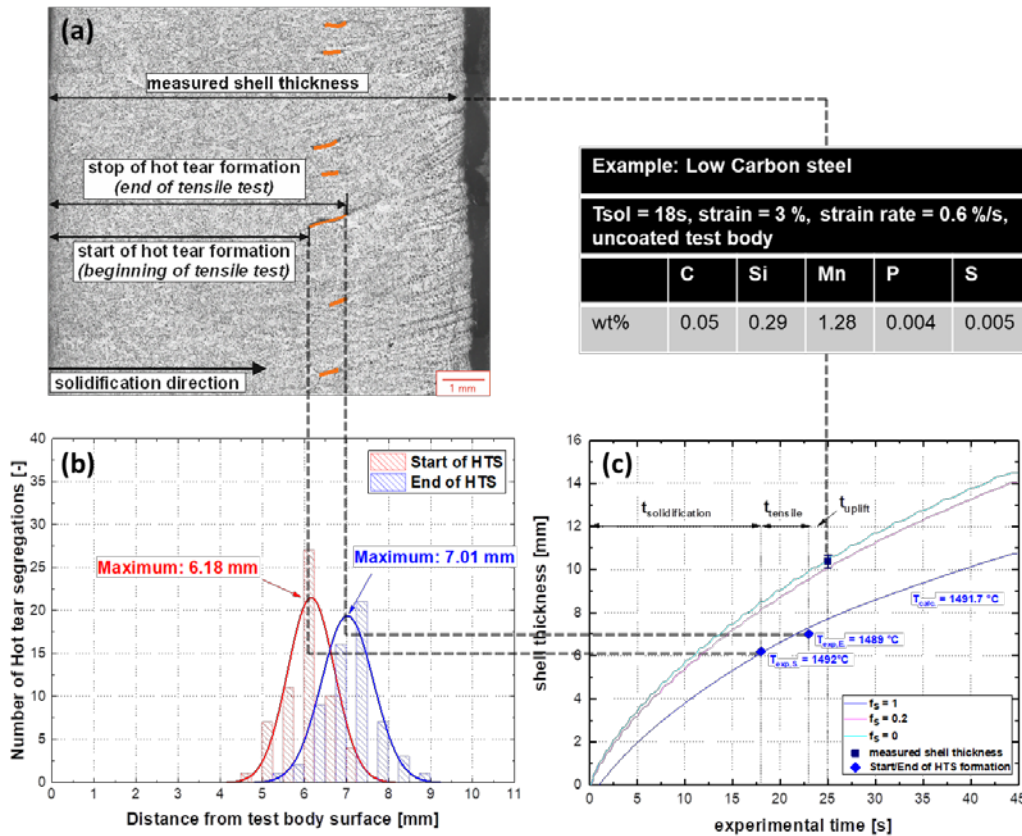 (a)
measured shell thickness
stop of hot tear formation
(end of tensile test)
start of hot tear formation
(beginning of tensile test)
solidification direction
1 mm
Example: Low Carbon steel
Tsol = 18s, strain = 3 %, strain rate = 0.6 %/s,
uncoated test body
C Si Mn P S
wt% 0.05 0.29 1.28 0.004 0.005
(b)
Start of HTS
End of HTS
Maximum: 6.18 mm
Maximum: 7.01 mm
Number of Hot tear segregations [-]
40
35
30
25
20
15
10
5
0
0 1 2 3 4 5 6 7 8 9 10 11
Distance from test body surface [mm]
(c)
tsolidification
ttensile
tuplift
Tcalc. = 1491.7 °C
Texp,E = 1489 °C
Texp,S = 1492°C
fS = 1
fS = 0.2
fS = 0
measured shell thickness
Start/End of HTS formation
shell thickness [mm]
16
14
12
10
8
6
4
2
0
0 5 10 15 20 25 30 35 40 45
experimental time [s]